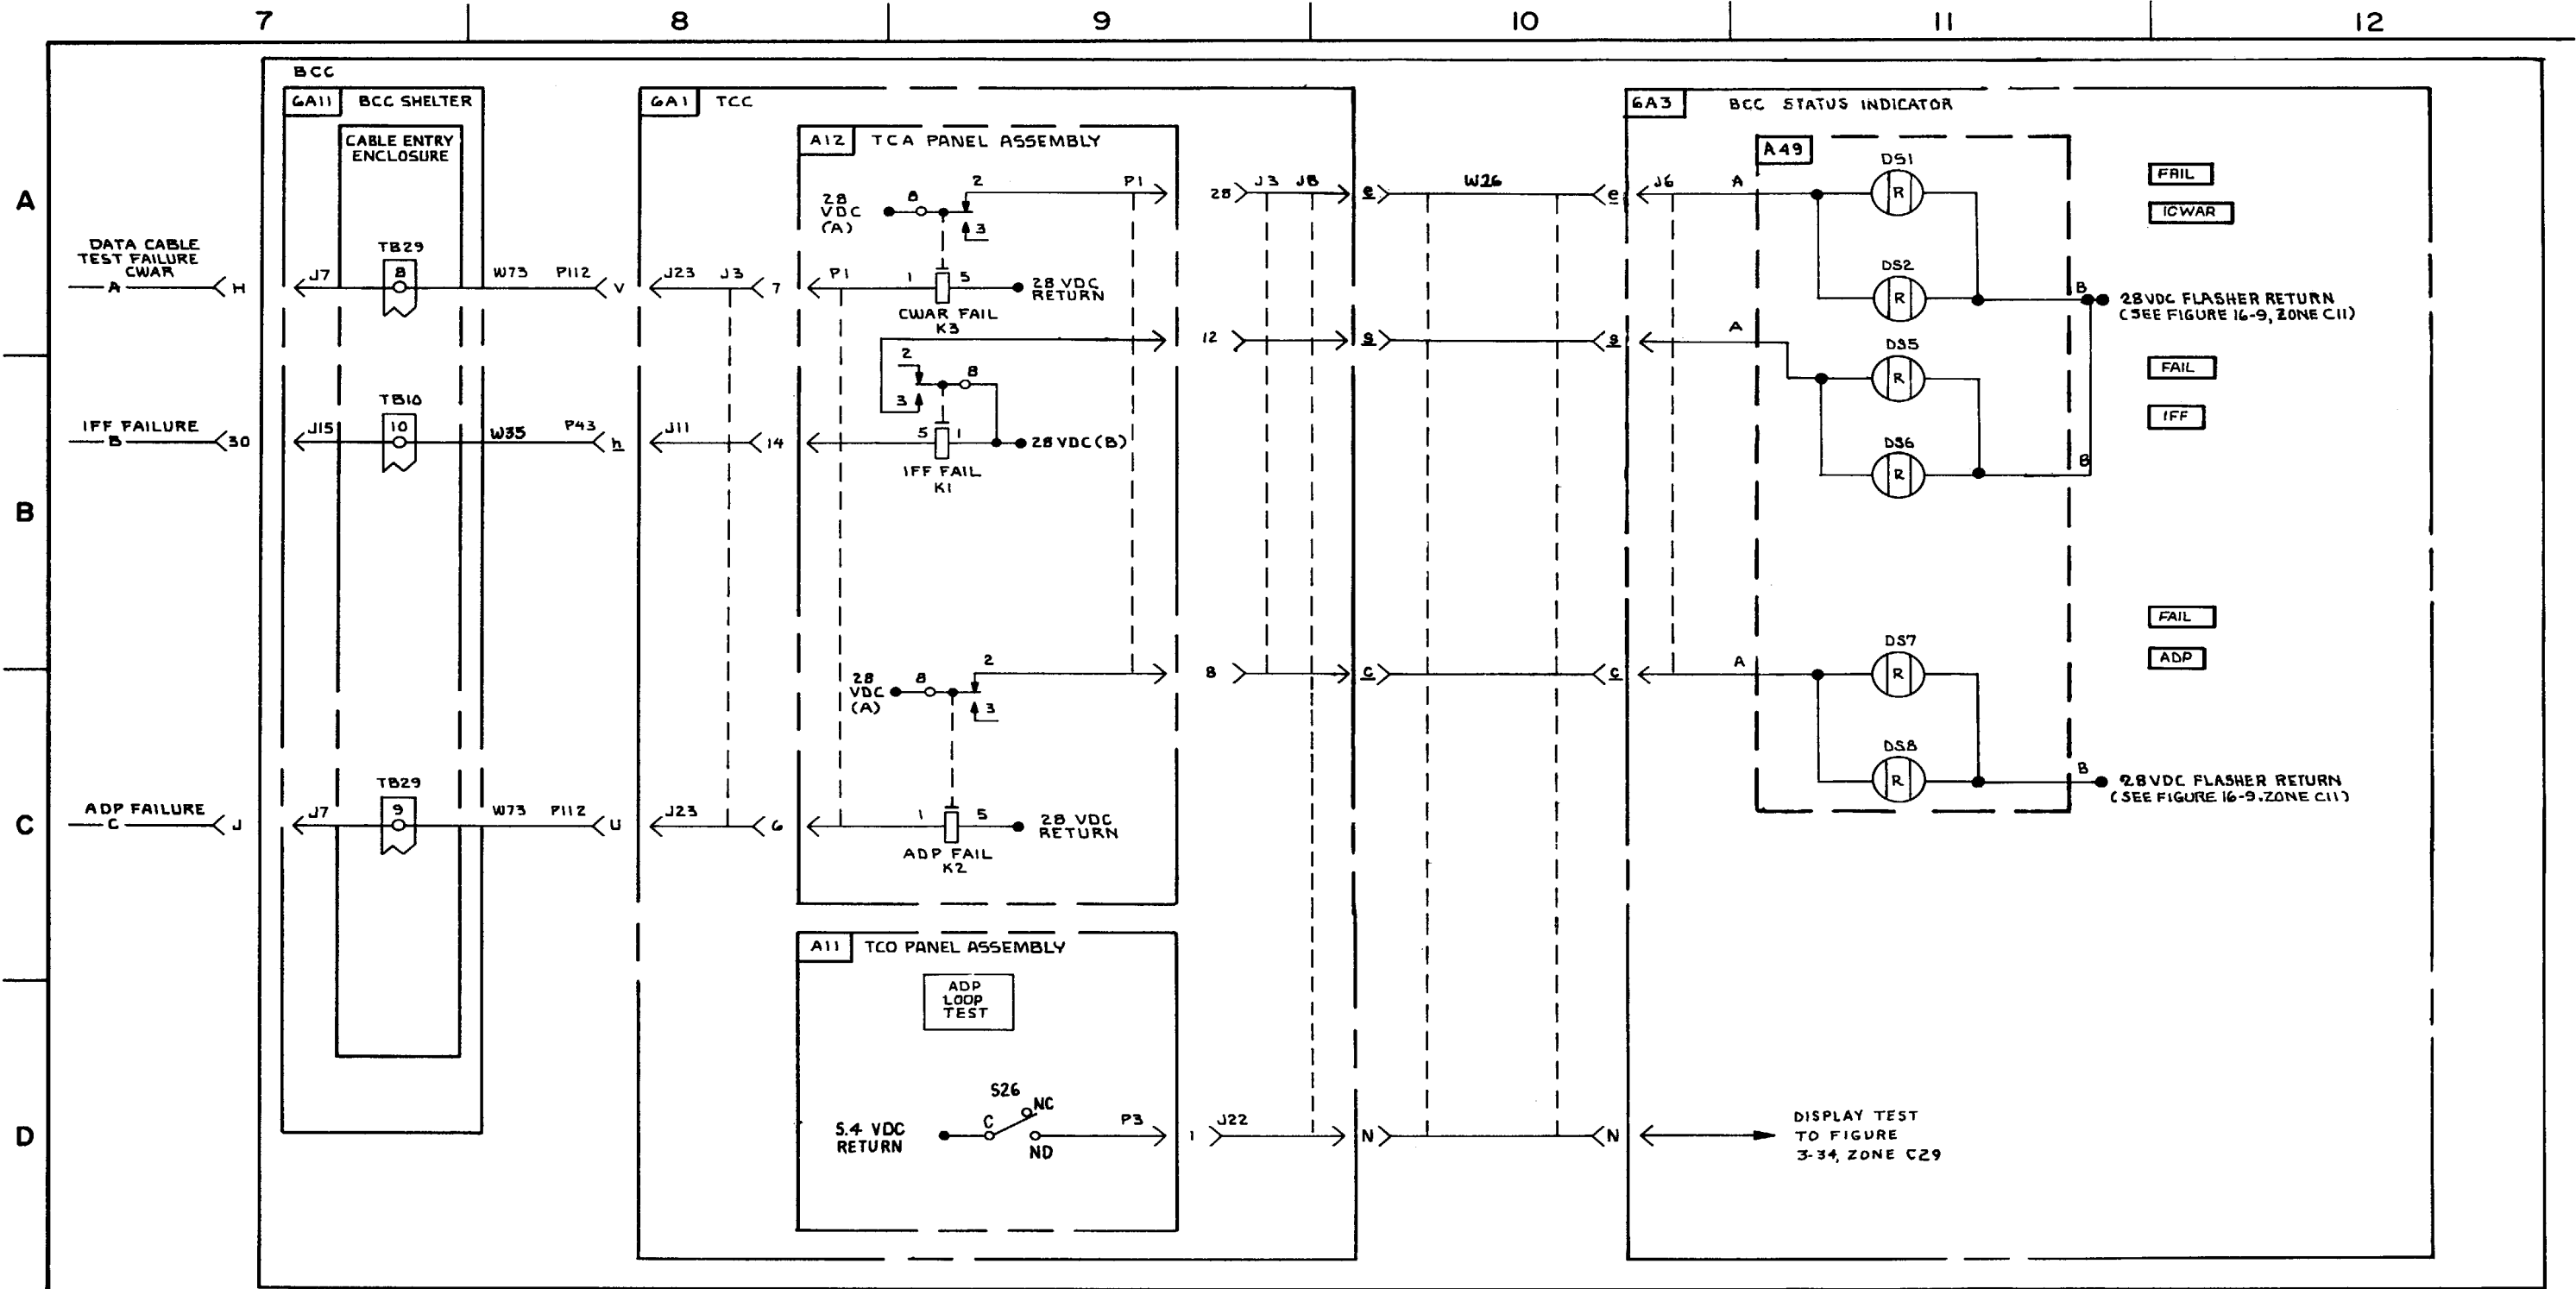 7 8 9 10 11 12
A
B
C
D
BCC
6A11 BCC SHELTER
CABLE ENTRY
ENCLOSURE
6A1 TCC
A12 TCA PANEL ASSEMBLY
6A3 BCC STATUS INDICATOR
A49
28
VDC
(A)
8
2
3
P1
28
J3
J8
e
W26
e
J6
A
DS1
R
FAIL
ICWAR
DATA CABLE
TEST FAILURE
CWAR
A
H
J7
TB29
8
W73
P112
V
J23
J3
7
P1
1
5
28 VDC
RETURN
CWAR FAIL
K3
DS2
R
B
28VDC FLASHER RETURN
(SEE FIGURE 16-9, ZONE C11)
12
s
s
A
DS5
R
FAIL
IFF
2
8
3
IFF FAILURE
B
30
J15
TB10
10
W35
P43
h
J11
14
5
1
28 VDC(B)
IFF FAIL
K1
DS6
R
B
28
VDC
(A)
8
2
3
8
c
c
A
DS7
R
FAIL
ADP
ADP FAILURE
C
J
J7
TB29
9
W73
P112
U
J23
6
1
5
28 VDC
RETURN
ADP FAIL
K2
DS8
R
B
28VDC FLASHER RETURN
(SEE FIGURE 16-9.ZONE C11)
A11 TCO PANEL ASSEMBLY
ADP
LOOP
TEST
5.4 VDC
RETURN
S26
C
NC
NO
P3
1
J22
N
N
DISPLAY TEST
TO FIGURE
3-34, ZONE C29